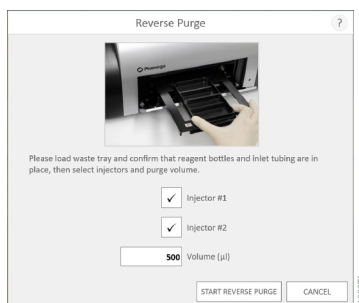 Reverse Purge
?
Promega
Please load waste tray and confirm that reagent bottles and inlet tubing are in
place, then select injectors and purge volume.
Injector #1
Injector #2
500 Volume (µl)
START REVERSE PURGE
CANCEL